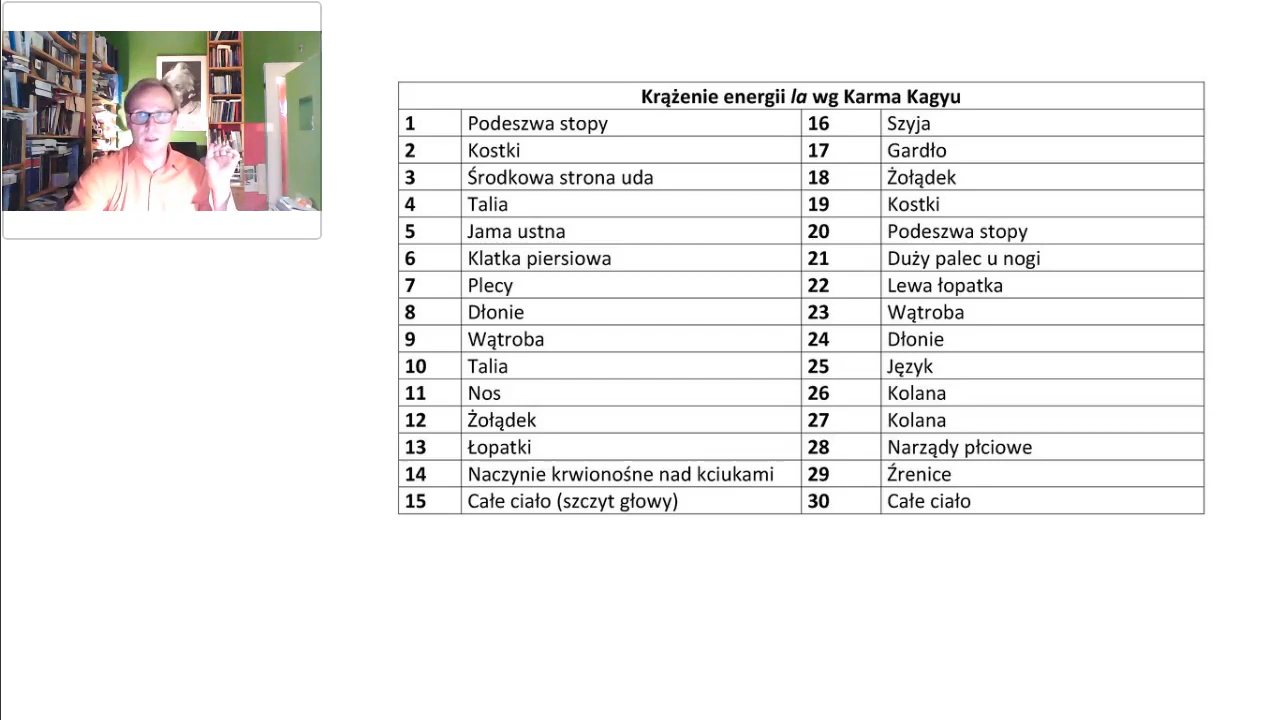 Krążenie energii la wg Karma Kagyu
1 Podeszwa stopy 16 Szyja
2 Kostki 17 Gardło
3 Środkowa strona uda 18 Żołądek
4 Talia 19 Kostki
5 Jama ustna 20 Podeszwa stopy
6 Klatka piersiowa 21 Duży palec u nogi
7 Plecy 22 Lewa łopatka
8 Dłonie 23 Wątroba
9 Wątroba 24 Dłonie
10 Talia 25 Język
11 Nos 26 Kolana
12 Żołądek 27 Kolana
13 Łopatki 28 Narządy płciowe
14 Naczynie krwionośne nad kciukami 29 Źrenice
15 Całe ciało (szczyt głowy) 30 Całe ciało